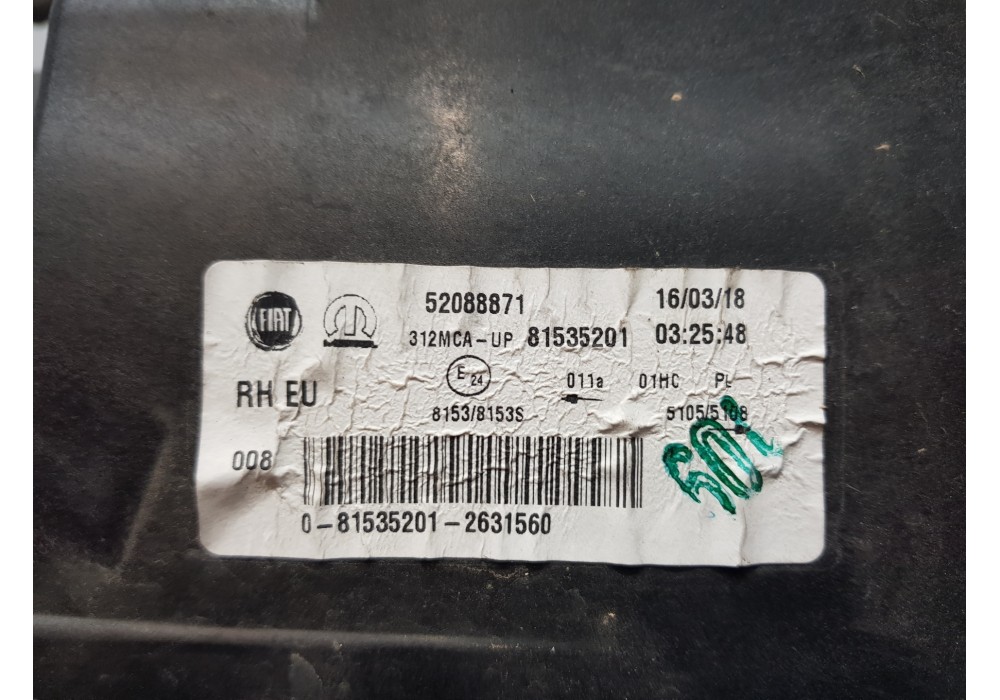 FIAT
52088871 16/03/18
312MCA-UP 81535201 03:25:48
RH EU
E 24
011a 01HC PL
8153/8153S 5105/5108
008
0-81535201-2631560